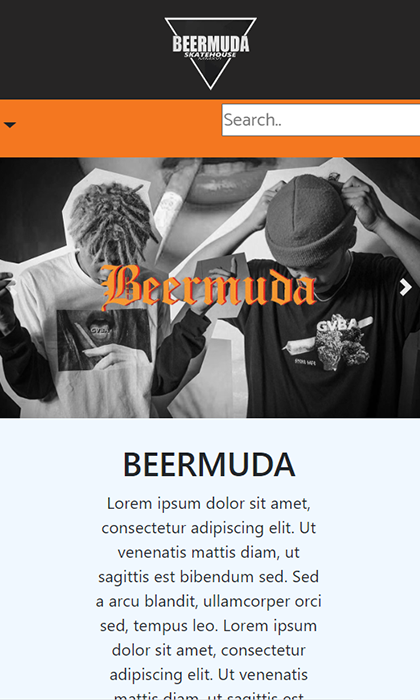 BEERMUDA
SKATEHOUSE
Search..
Beermuda
GVBA
BEERMUDA
Lorem ipsum dolor sit amet,
consectetur adipiscing elit. Ut
venenatis mattis diam, ut
sagittis est bibendum sed. Sed
a arcu blandit, ullamcorper orci
sed, tempus leo. Lorem ipsum
dolor sit amet, consectetur
adipiscing elit. Ut venenatis
mattis diam, ut sagittis est